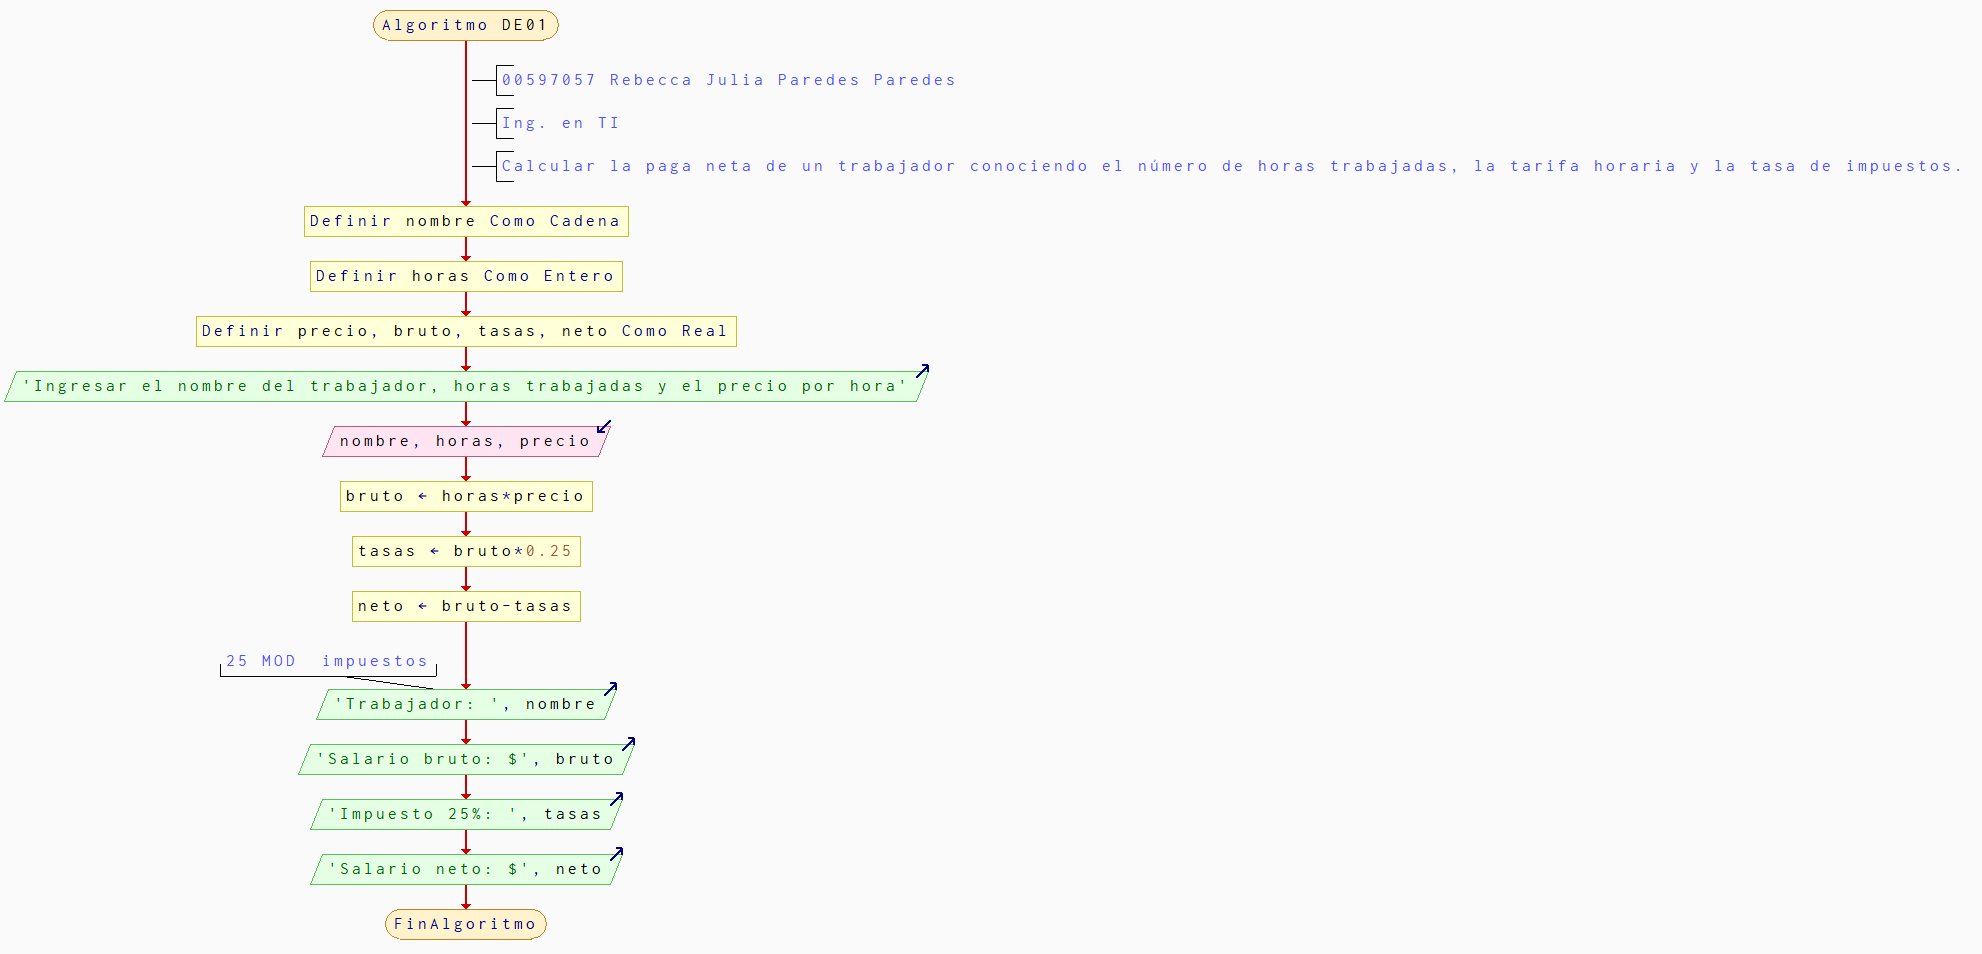 Algoritmo DE01
00597057 Rebecca Julia Paredes Paredes
Ing. en TI
Calcular la paga neta de un trabajador conociendo el número de horas trabajadas, la tarifa horaria y la tasa de impuestos.
Definir nombre Como Cadena
Definir horas Como Entero
Definir precio, bruto, tasas, neto Como Real
'Ingresar el nombre del trabajador, horas trabajadas y el precio por hora'
nombre, horas, precio
bruto ← horas*precio
tasas ← bruto*0.25
neto ← bruto-tasas
25 MOD  impuestos
'Trabajador: ', nombre
'Salario bruto: $', bruto
'Impuesto 25%: ', tasas
'Salario neto: $', neto
FinAlgoritmo